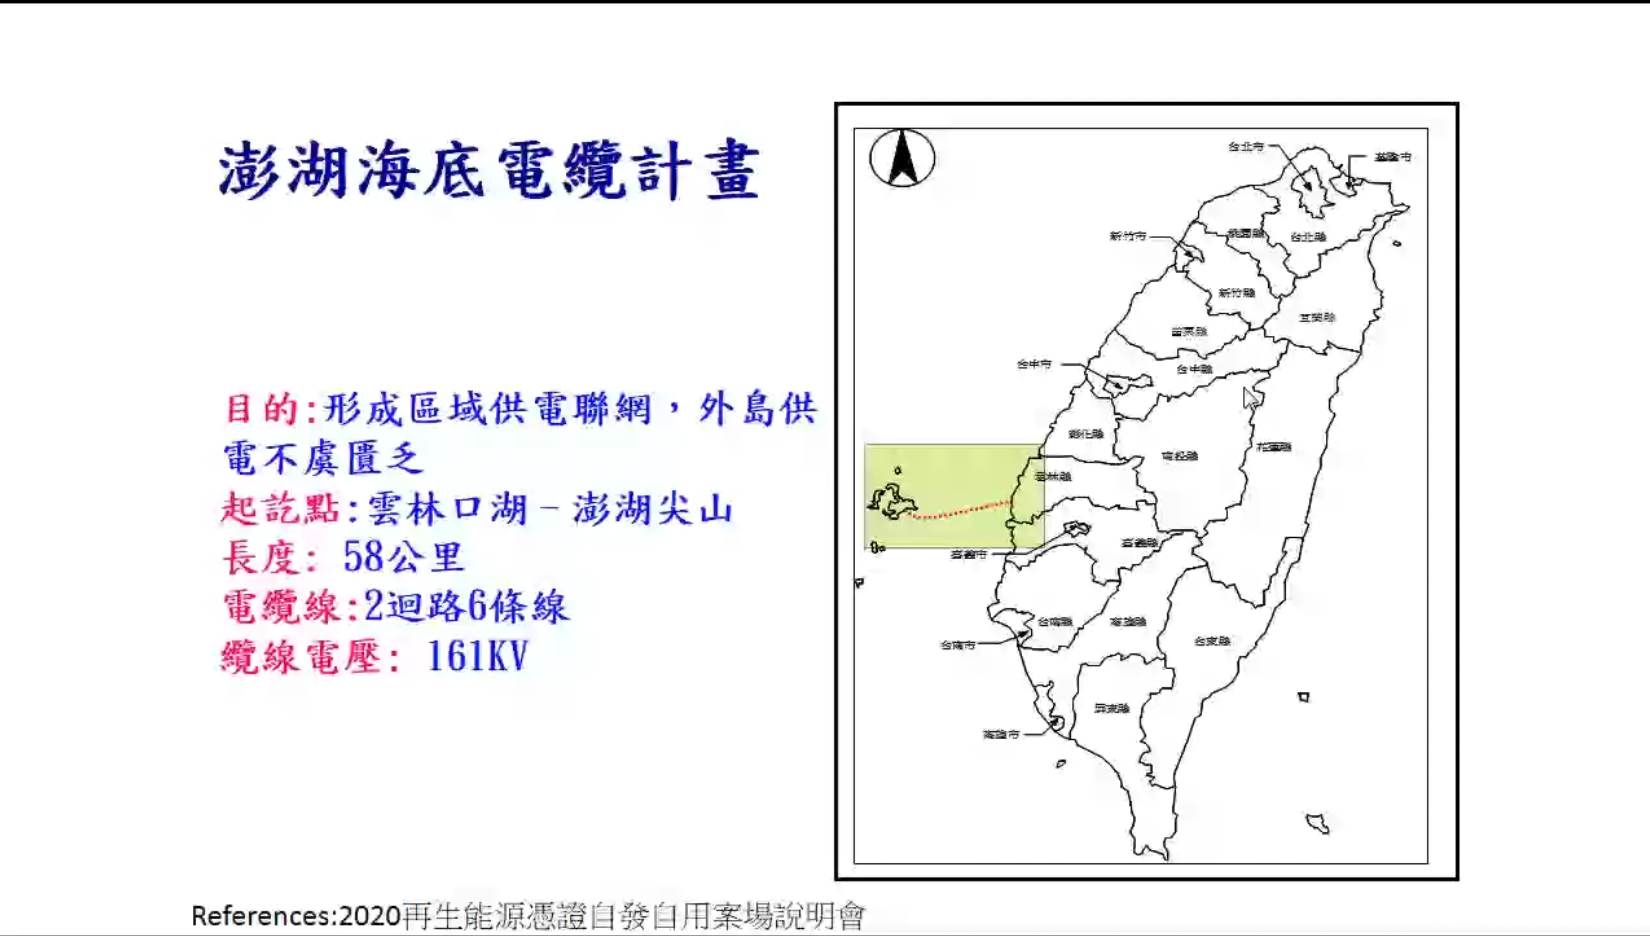 澎湖海底電纜計畫
目的:形成區域供電聯網，外島供
電不虞匱乏
起訖點:雲林口湖–澎湖尖山
長度: 58公里
電纜線:2迴路6條線
纜線電壓: 161KV
台北市
基隆市
桃園縣
台北縣
新竹市
新竹縣
宜蘭縣
苗栗縣
台中市
台中縣
彰化縣
南投縣
花蓮縣
雲林縣
嘉義市
嘉義縣
台南縣
高雄縣
台南市
台東縣
屏東縣
高雄市
References:2020再生能源憑證自發自用案場說明會